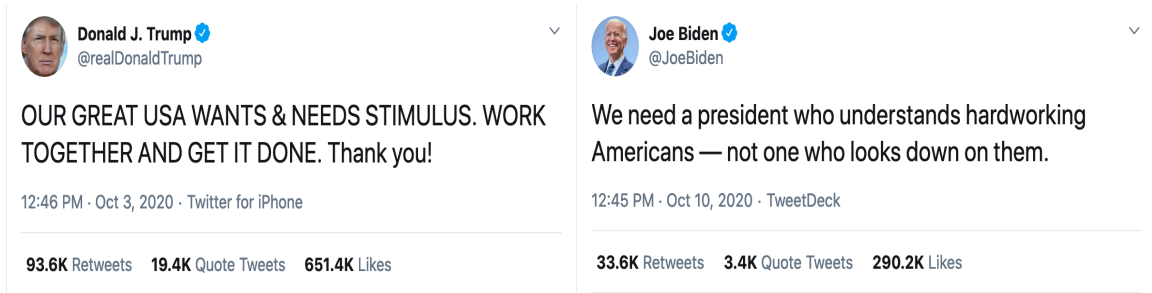 Donald J. Trump
@realDonaldTrump
OUR GREAT USA WANTS & NEEDS STIMULUS. WORK
TOGETHER AND GET IT DONE. Thank you!
12:46 PM · Oct 3, 2020 · Twitter for iPhone
93.6K Retweets 19.4K Quote Tweets 651.4K Likes
Joe Biden
@JoeBiden
We need a president who understands hardworking
Americans — not one who looks down on them.
12:45 PM · Oct 10, 2020 · TweetDeck
33.6K Retweets 3.4K Quote Tweets 290.2K Likes